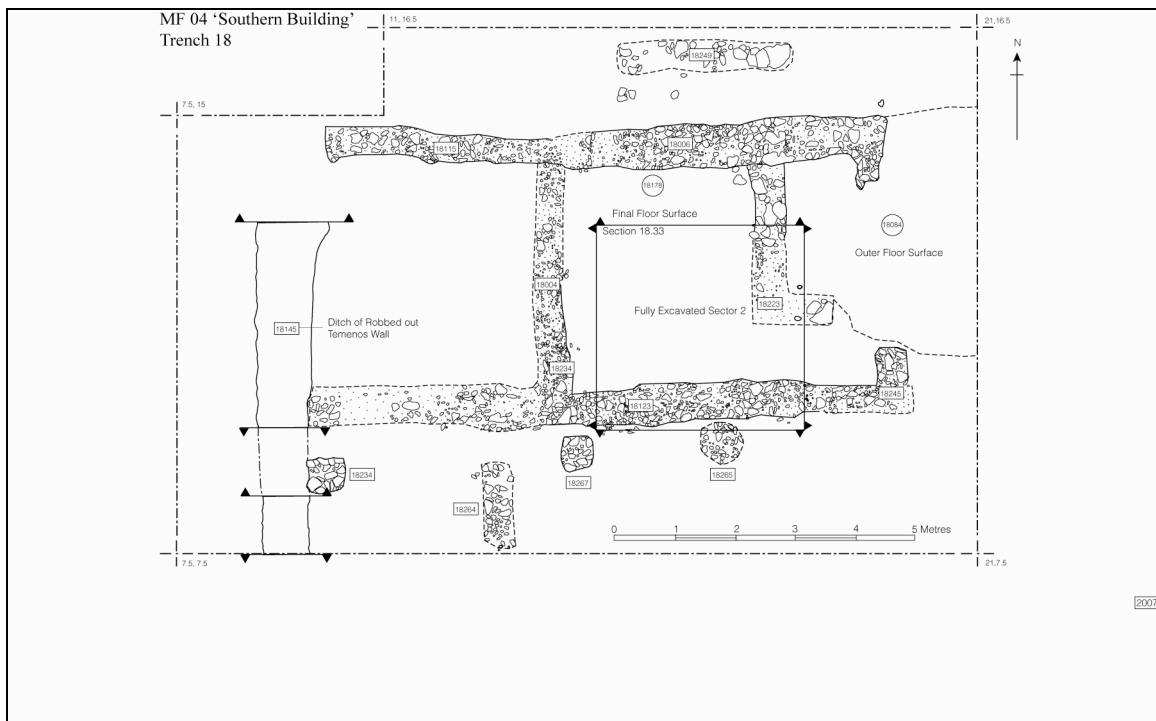 MF 04 ‘Southern Building’
Trench 18
11, 16.5
21,16.5
N
18249
7.5, 15
18115
18006
18178
Final Floor Surface
Section 18.33
18084
Outer Floor Surface
18004
18223
Fully Excavated Sector 2
18145
Ditch of Robbed out
Temenos Wall
18234
18123
18245
18234
18267
18265
18264
0 1 2 3 4 5 Metres
7.5, 7.5
21,7.5
2007